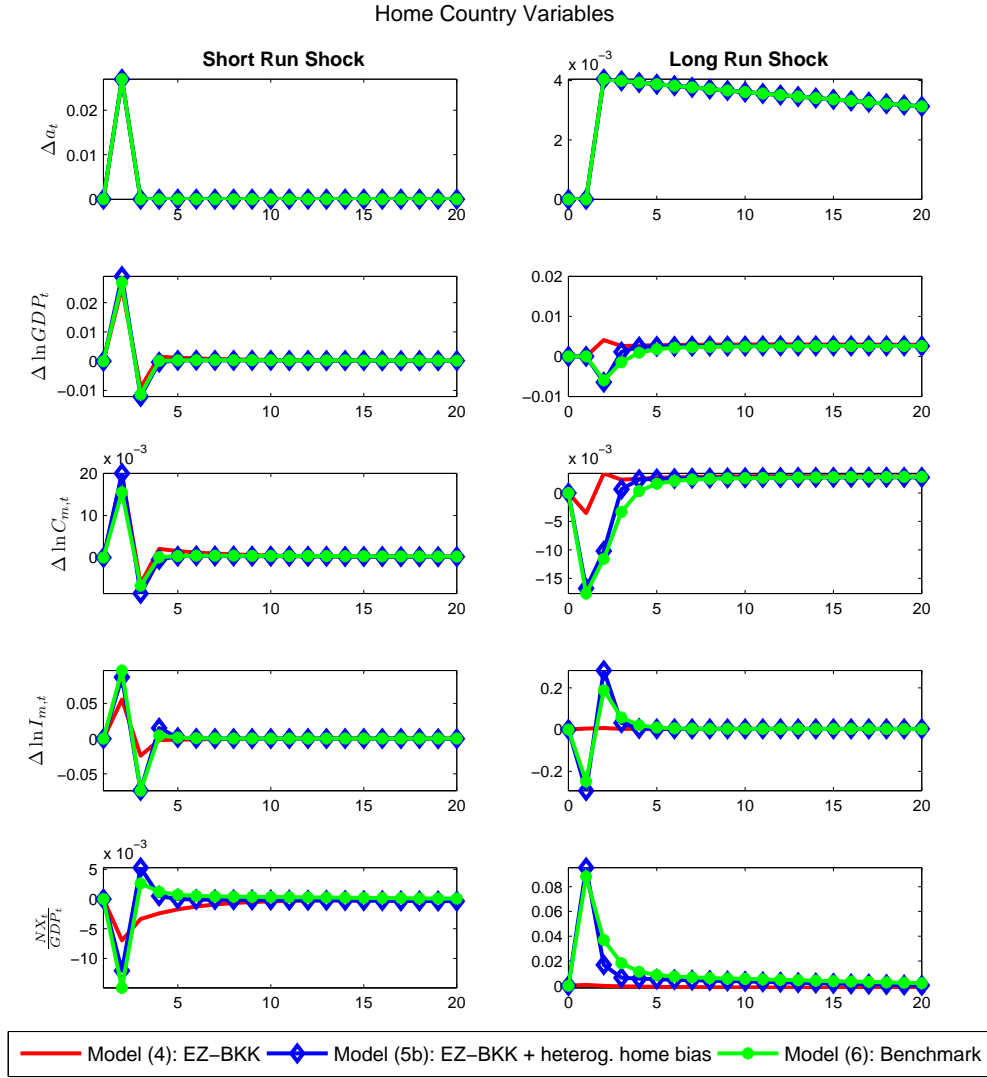 Home Country Variables
Short Run Shock
Long Run Shock
Δa_t
0.02
0.01
0
5 10 15 20
x 10^−3
4
2
0
0 5 10 15 20
Δ ln GDP_t
0.02
0.01
0
−0.01
5 10 15 20
0.02
0.01
0
−0.01
0 5 10 15 20
Δ ln C_{m,t}
x 10^−3
20
10
0
5 10 15 20
x 10^−3
0
−5
−10
−15
0 5 10 15 20
Δ ln I_{m,t}
0.05
0
−0.05
5 10 15 20
0.2
0
−0.2
0 5 10 15 20
NX_t
GDP_t
x 10^−3
5
0
−5
−10
5 10 15 20
0.08
0.06
0.04
0.02
0
0 5 10 15 20
Model (4): EZ−BKK Model (5b): EZ−BKK + heterog. home bias Model (6): Benchmark